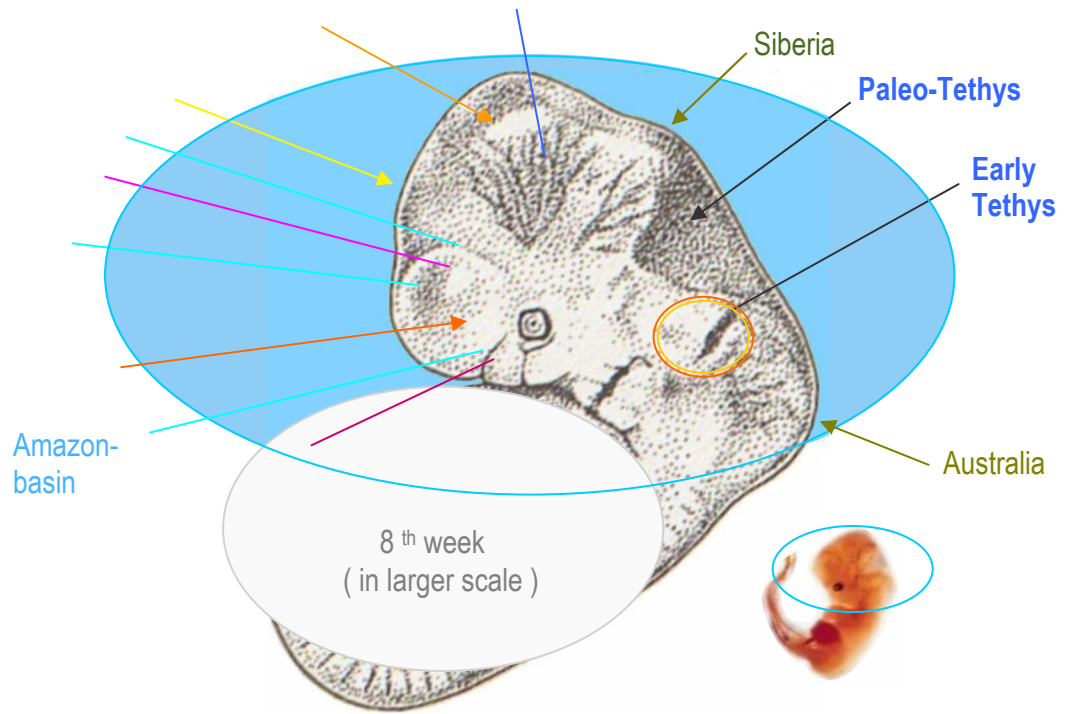 Siberia
Paleo-Tethys
Early
Tethys
Amazon-
basin
Australia
8 th week
( in larger scale )